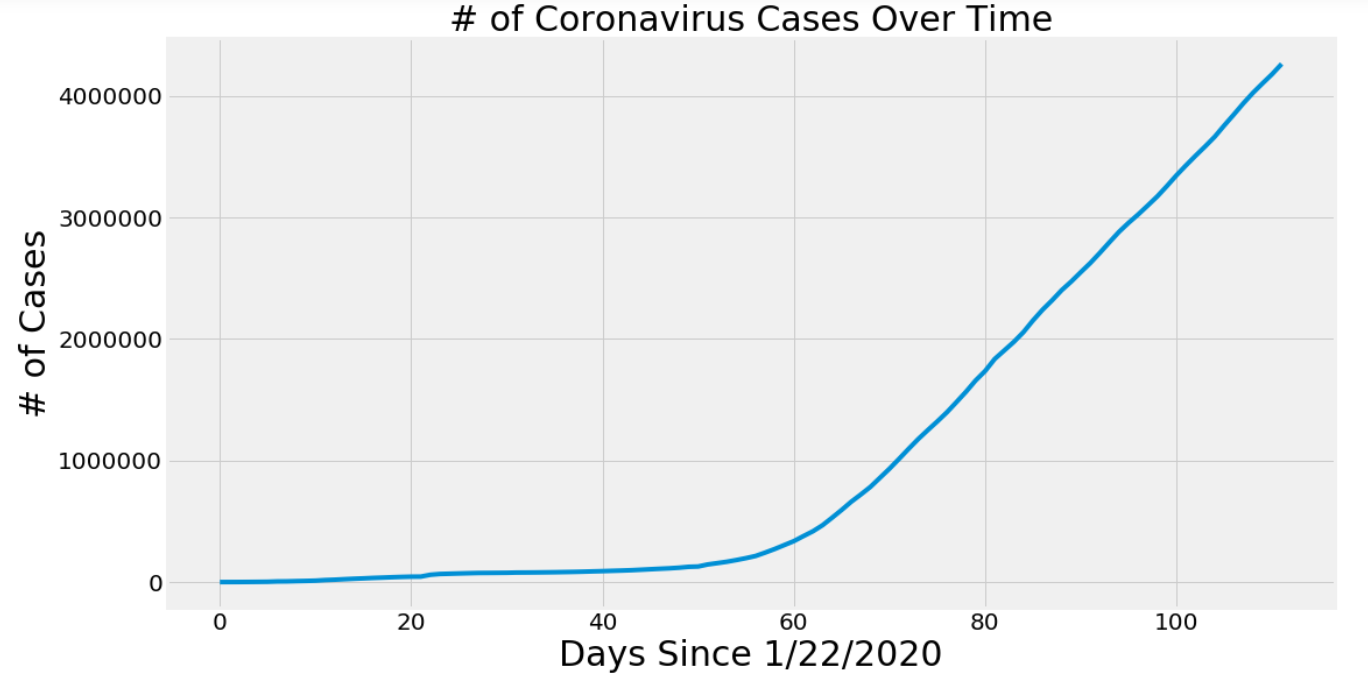 # of Coronavirus Cases Over Time
# of Cases
4000000
3000000
2000000
1000000
0
0 20 40 60 80 100
Days Since 1/22/2020